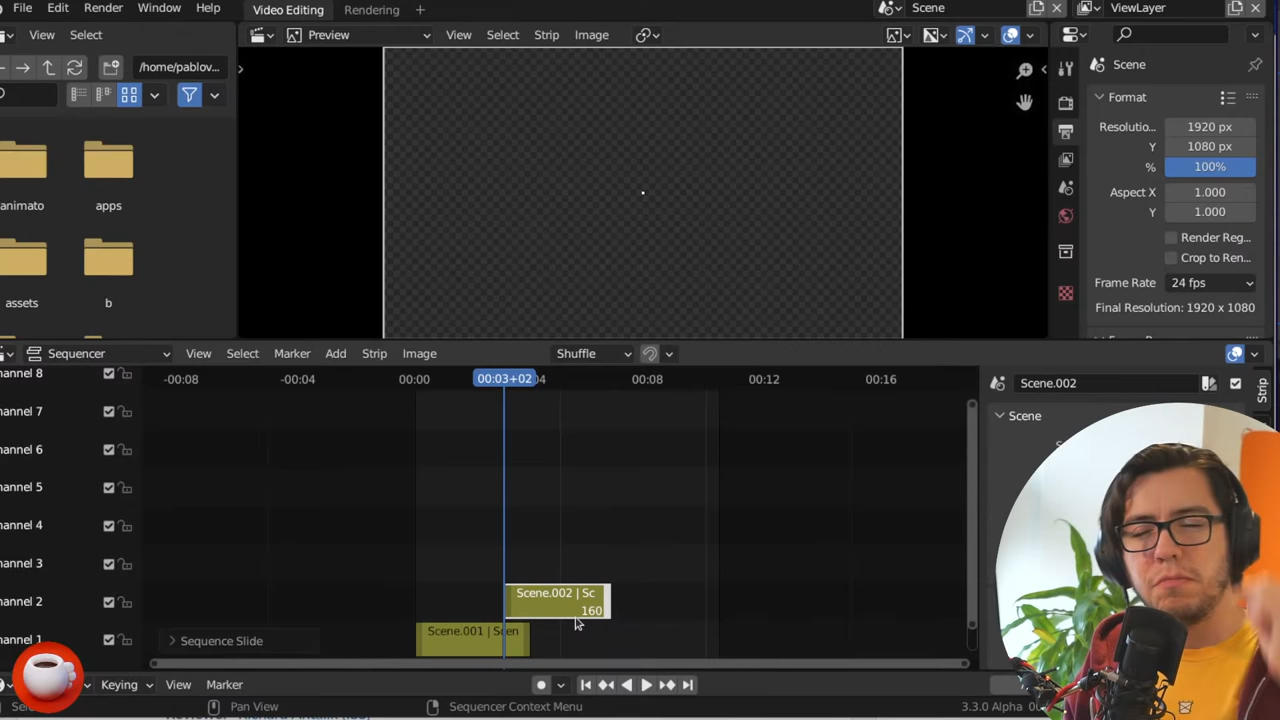 File Edit Render Window Help Video Editing Rendering + Scene ViewLayer
View Select Preview View Select Strip Image
/home/pablov... Scene
Format
Resolutio... 1920 px
Y 1080 px
% 100%
Aspect X 1.000
Y 1.000
Render Reg...
Crop to Ren...
Frame Rate 24 fps
Final Resolution: 1920 x 1080
animato apps
assets b
Sequencer View Select Marker Add Strip Image Shuffle
-00:08 -00:04 00:00 00:03+02 04 00:08 00:12 00:16
Scene.002
Strip
Scene
hannel 8
hannel 7
hannel 6
hannel 5
hannel 4
hannel 3
hannel 2
hannel 1
Scene.002 | Sc
160
Scene.001 | Scen
Sequence Slide
Keying View Marker
Pan View Sequencer Context Menu 3.3.0 Alpha